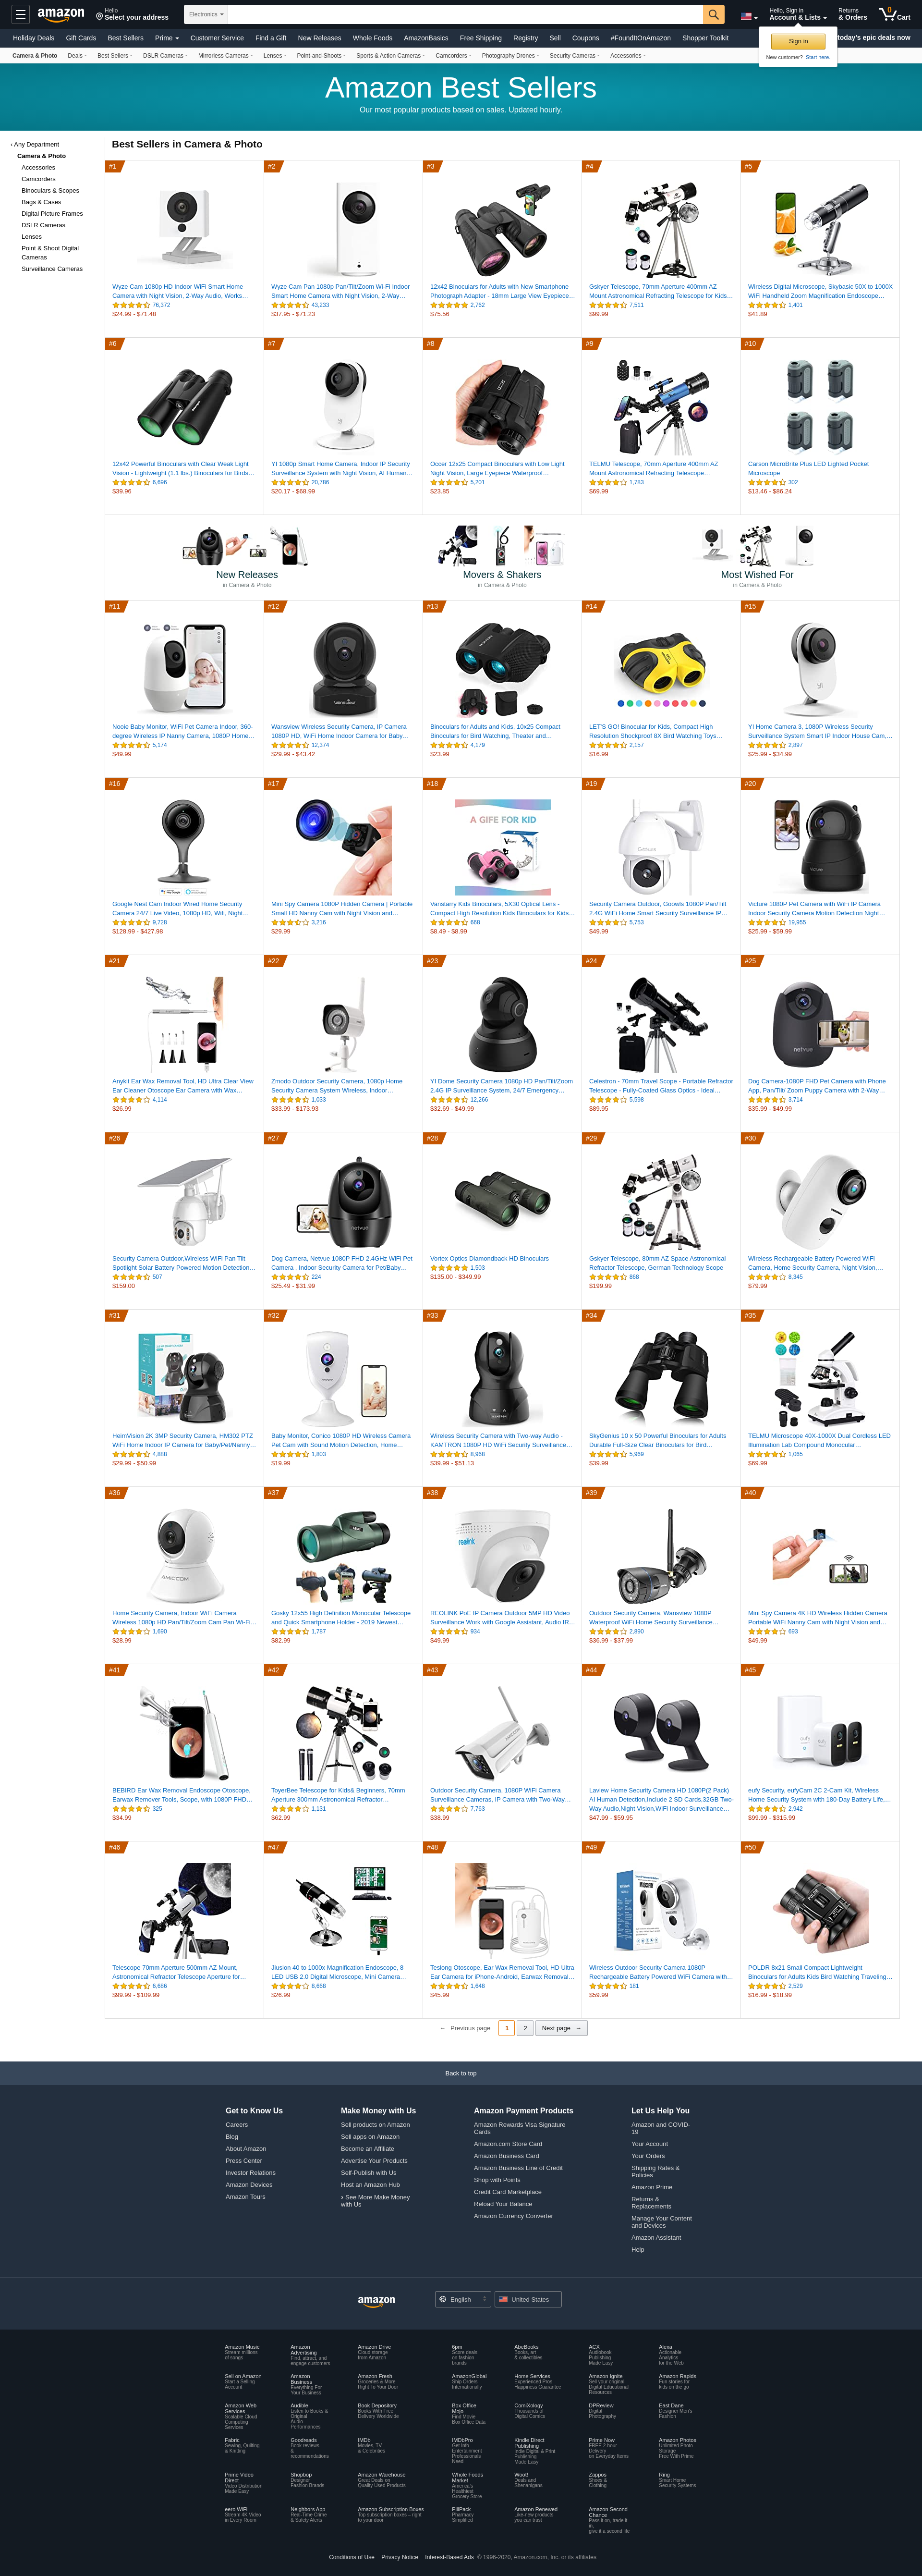 amazon
Hello
Select your address
Electronics
Hello, Sign in
Account & Lists
Returns
& Orders
0
Cart
Holiday Deals
Gift Cards
Best Sellers
Prime
Customer Service
Find a Gift
New Releases
Whole Foods
AmazonBasics
Free Shipping
Registry
Sell
Coupons
#FoundItOnAmazon
Shopper Toolkit
today's epic deals now
Sign in
New customer? Start here.
Camera & Photo
Deals
Best Sellers
DSLR Cameras
Mirrorless Cameras
Lenses
Point-and-Shoots
Sports & Action Cameras
Camcorders
Photography Drones
Security Cameras
Accessories
Amazon Best Sellers
Our most popular products based on sales. Updated hourly.
‹ Any Department
Camera & Photo
Accessories
Camcorders
Binoculars & Scopes
Bags & Cases
Digital Picture Frames
DSLR Cameras
Lenses
Point & Shoot Digital
Cameras
Surveillance Cameras
Best Sellers in Camera & Photo
#1
Wyze Cam 1080p HD Indoor WiFi Smart Home
Camera with Night Vision, 2-Way Audio, Works…
76,372
$24.99 - $71.48
#2
Wyze Cam Pan 1080p Pan/Tilt/Zoom Wi-Fi Indoor
Smart Home Camera with Night Vision, 2-Way…
43,233
$37.95 - $71.23
#3
12x42 Binoculars for Adults with New Smartphone
Photograph Adapter - 18mm Large View Eyepiece…
2,762
$75.56
#4
Gskyer Telescope, 70mm Aperture 400mm AZ
Mount Astronomical Refracting Telescope for Kids…
7,511
$99.99
#5
Wireless Digital Microscope, Skybasic 50X to 1000X
WiFi Handheld Zoom Magnification Endoscope…
1,401
$41.89
#6
12x42 Powerful Binoculars with Clear Weak Light
Vision - Lightweight (1.1 lbs.) Binoculars for Birds…
6,696
$39.96
#7
YI 1080p Smart Home Camera, Indoor IP Security
Surveillance System with Night Vision, AI Human…
20,786
$20.17 - $68.99
#8
Occer 12x25 Compact Binoculars with Low Light
Night Vision, Large Eyepiece Waterproof…
5,201
$23.85
#9
TELMU Telescope, 70mm Aperture 400mm AZ
Mount Astronomical Refracting Telescope…
1,783
$69.99
#10
Carson MicroBrite Plus LED Lighted Pocket
Microscope
302
$13.46 - $86.24
New Releases
in Camera & Photo
Movers & Shakers
in Camera & Photo
Most Wished For
in Camera & Photo
#11
Nooie Baby Monitor, WiFi Pet Camera Indoor, 360-
degree Wireless IP Nanny Camera, 1080P Home…
5,174
$49.99
#12
Wansview Wireless Security Camera, IP Camera
1080P HD, WiFi Home Indoor Camera for Baby…
12,374
$29.99 - $43.42
#13
Binoculars for Adults and Kids, 10x25 Compact
Binoculars for Bird Watching, Theater and…
4,179
$23.99
#14
LET'S GO! Binocular for Kids, Compact High
Resolution Shockproof 8X Bird Watching Toys…
2,157
$16.99
#15
YI Home Camera 3, 1080P Wireless Security
Surveillance System Smart IP Indoor House Cam,…
2,897
$25.99 - $34.99
#16
Google Nest Cam Indoor Wired Home Security
Camera 24/7 Live Video, 1080p HD, Wifi, Night…
9,728
$128.99 - $427.98
#17
Mini Spy Camera 1080P Hidden Camera | Portable
Small HD Nanny Cam with Night Vision and…
3,216
$29.99
#18
A GIFE FOR KID
Vanstarry Kids Binoculars, 5X30 Optical Lens -
Compact High Resolution Kids Binoculars for Kids…
668
$8.49 - $8.99
#19
Security Camera Outdoor, Goowls 1080P Pan/Tilt
2.4G WiFi Home Smart Security Surveillance IP…
5,753
$49.99
#20
Victure 1080P Pet Camera with WiFi IP Camera
Indoor Security Camera Motion Detection Night…
19,955
$25.99 - $59.99
#21
Anykit Ear Wax Removal Tool, HD Ultra Clear View
Ear Cleaner Otoscope Ear Camera with Wax…
4,114
$26.99
#22
Zmodo Outdoor Security Camera, 1080p Home
Security Camera System Wireless, Indoor…
1,033
$33.99 - $173.93
#23
YI Dome Security Camera 1080p HD Pan/Tilt/Zoom
2.4G IP Surveillance System, 24/7 Emergency…
12,266
$32.69 - $49.99
#24
Celestron - 70mm Travel Scope - Portable Refractor
Telescope - Fully-Coated Glass Optics - Ideal…
5,598
$89.95
#25
netvue
Dog Camera-1080P FHD Pet Camera with Phone
App, Pan/Tilt/ Zoom Puppy Camera with 2-Way…
3,714
$35.99 - $49.99
#26
Security Camera Outdoor,Wireless WiFi Pan Tilt
Spotlight Solar Battery Powered Motion Detection…
507
$159.00
#27
netvue
Dog Camera, Netvue 1080P FHD 2.4GHz WiFi Pet
Camera , Indoor Security Camera for Pet/Baby…
224
$25.49 - $31.99
#28
Vortex Optics Diamondback HD Binoculars
1,503
$135.00 - $349.99
#29
Gskyer Telescope, 80mm AZ Space Astronomical
Refractor Telescope, German Technology Scope
868
$199.99
#30
Wireless Rechargeable Battery Powered WiFi
Camera, Home Security Camera, Night Vision,…
8,345
$79.99
#31
HeimVision 2K 3MP Security Camera, HM302 PTZ
WiFi Home Indoor IP Camera for Baby/Pet/Nanny…
4,888
$29.99 - $50.99
#32
Baby Monitor, Conico 1080P HD Wireless Camera
Pet Cam with Sound Motion Detection, Home…
1,803
$19.99
#33
Wireless Security Camera with Two-way Audio -
KAMTRON 1080P HD WiFi Security Surveillance…
8,968
$39.99 - $51.13
#34
SkyGenius 10 x 50 Powerful Binoculars for Adults
Durable Full-Size Clear Binoculars for Bird…
5,969
$39.99
#35
TELMU Microscope 40X-1000X Dual Cordless LED
Illumination Lab Compound Monocular…
1,065
$69.99
#36
AMICCOM
Home Security Camera, Indoor WiFi Camera
Wireless 1080p HD Pan/Tilt/Zoom Cam Pan Wi-Fi…
1,690
$28.99
#37
Gosky 12x55 High Definition Monocular Telescope
and Quick Smartphone Holder - 2019 Newest…
1,787
$82.99
#38
reolink
REOLINK PoE IP Camera Outdoor 5MP HD Video
Surveillance Work with Google Assistant, Audio IR…
934
$49.99
#39
Outdoor Security Camera, Wansview 1080P
Waterproof WiFi Home Security Surveillance…
2,890
$36.99 - $37.99
#40
Mini Spy Camera 4K HD Wireless Hidden Camera
Portable WiFi Nanny Cam with Night Vision and…
693
$49.99
#41
BEBIRD Ear Wax Removal Endoscope Otoscope,
Earwax Remover Tools, Scope, with 1080P FHD…
325
$34.99
#42
ToyerBee Telescope for Kids& Beginners, 70mm
Aperture 300mm Astronomical Refractor…
1,131
$62.99
#43
Outdoor Security Camera, 1080P WiFi Camera
Surveillance Cameras, IP Camera with Two-Way…
7,763
$38.99
#44
Laview Home Security Camera HD 1080P(2 Pack)
AI Human Detection,Include 2 SD Cards,32GB Two-
Way Audio,Night Vision,WiFi Indoor Surveillance…
$47.99 - $59.95
#45
eufy Security, eufyCam 2C 2-Cam Kit, Wireless
Home Security System with 180-Day Battery Life,…
2,942
$99.99 - $315.99
#46
Telescope 70mm Aperture 500mm AZ Mount,
Astronomical Refractor Telescope Aperture for…
6,686
$99.99 - $109.99
#47
Jiusion 40 to 1000x Magnification Endoscope, 8
LED USB 2.0 Digital Microscope, Mini Camera…
8,668
$26.99
#48
Teslong Otoscope, Ear Wax Removal Tool, HD Ultra
Ear Camera for iPhone-Android, Earwax Removal…
1,648
$45.99
#49
Wireless Outdoor Security Camera 1080P
Rechargeable Battery Powered WiFi Camera with…
181
$59.99
#50
POLDR 8x21 Small Compact Lightweight
Binoculars for Adults Kids Bird Watching Traveling…
2,529
$16.99 - $18.99
← Previous page
1
2
Next page →
Back to top
Get to Know Us
Careers
Blog
About Amazon
Press Center
Investor Relations
Amazon Devices
Amazon Tours
Make Money with Us
Sell products on Amazon
Sell apps on Amazon
Become an Affiliate
Advertise Your Products
Self-Publish with Us
Host an Amazon Hub
› See More Make Money
with Us
Amazon Payment Products
Amazon Rewards Visa Signature
Cards
Amazon.com Store Card
Amazon Business Card
Amazon Business Line of Credit
Shop with Points
Credit Card Marketplace
Reload Your Balance
Amazon Currency Converter
Let Us Help You
Amazon and COVID-
19
Your Account
Your Orders
Shipping Rates &
Policies
Amazon Prime
Returns &
Replacements
Manage Your Content
and Devices
Amazon Assistant
Help
amazon
English
United States
Amazon Music
Stream millions
of songs
Amazon
Advertising
Find, attract, and
engage customers
Amazon Drive
Cloud storage
from Amazon
6pm
Score deals
on fashion
brands
AbeBooks
Books, art
& collectibles
ACX
Audiobook
Publishing
Made Easy
Alexa
Actionable
Analytics
for the Web
Sell on Amazon
Start a Selling
Account
Amazon
Business
Everything For
Your Business
Amazon Fresh
Groceries & More
Right To Your Door
AmazonGlobal
Ship Orders
Internationally
Home Services
Experienced Pros
Happiness Guarantee
Amazon Ignite
Sell your original
Digital Educational
Resources
Amazon Rapids
Fun stories for
kids on the go
Amazon Web
Services
Scalable Cloud
Computing
Services
Audible
Listen to Books &
Original
Audio
Performances
Book Depository
Books With Free
Delivery Worldwide
Box Office
Mojo
Find Movie
Box Office Data
ComiXology
Thousands of
Digital Comics
DPReview
Digital
Photography
East Dane
Designer Men's
Fashion
Fabric
Sewing, Quilting
& Knitting
Goodreads
Book reviews
&
recommendations
IMDb
Movies, TV
& Celebrities
IMDbPro
Get Info
Entertainment
Professionals
Need
Kindle Direct
Publishing
Indie Digital & Print
Publishing
Made Easy
Prime Now
FREE 2-hour
Delivery
on Everyday Items
Amazon Photos
Unlimited Photo
Storage
Free With Prime
Prime Video
Direct
Video Distribution
Made Easy
Shopbop
Designer
Fashion Brands
Amazon Warehouse
Great Deals on
Quality Used Products
Whole Foods
Market
America's
Healthiest
Grocery Store
Woot!
Deals and
Shenanigans
Zappos
Shoes &
Clothing
Ring
Smart Home
Security Systems
eero WiFi
Stream 4K Video
in Every Room
Neighbors App
Real-Time Crime
& Safety Alerts
Amazon Subscription Boxes
Top subscription boxes – right
to your door
PillPack
Pharmacy
Simplified
Amazon Renewed
Like-new products
you can trust
Amazon Second
Chance
Pass it on, trade it
in,
give it a second life
Conditions of Use
Privacy Notice
Interest-Based Ads
© 1996-2020, Amazon.com, Inc. or its affiliates